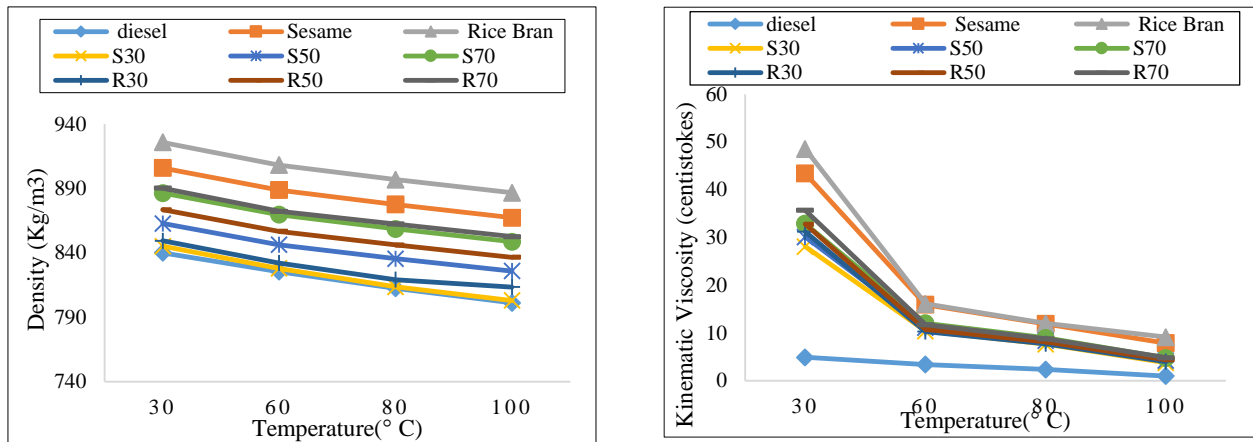 diesel Sesame Rice Bran
S30 S50 S70
R30 R50 R70
940
890
840
790
740
Density (Kg/m3)
30 60 80 100
Temperature(° C)
diesel Sesame Rice Bran
S30 S50 S70
R30 R50 R70
60
50
40
30
20
10
0
Kinematic Viscosity (centistokes)
30 60 80 100
Temperature(° C)